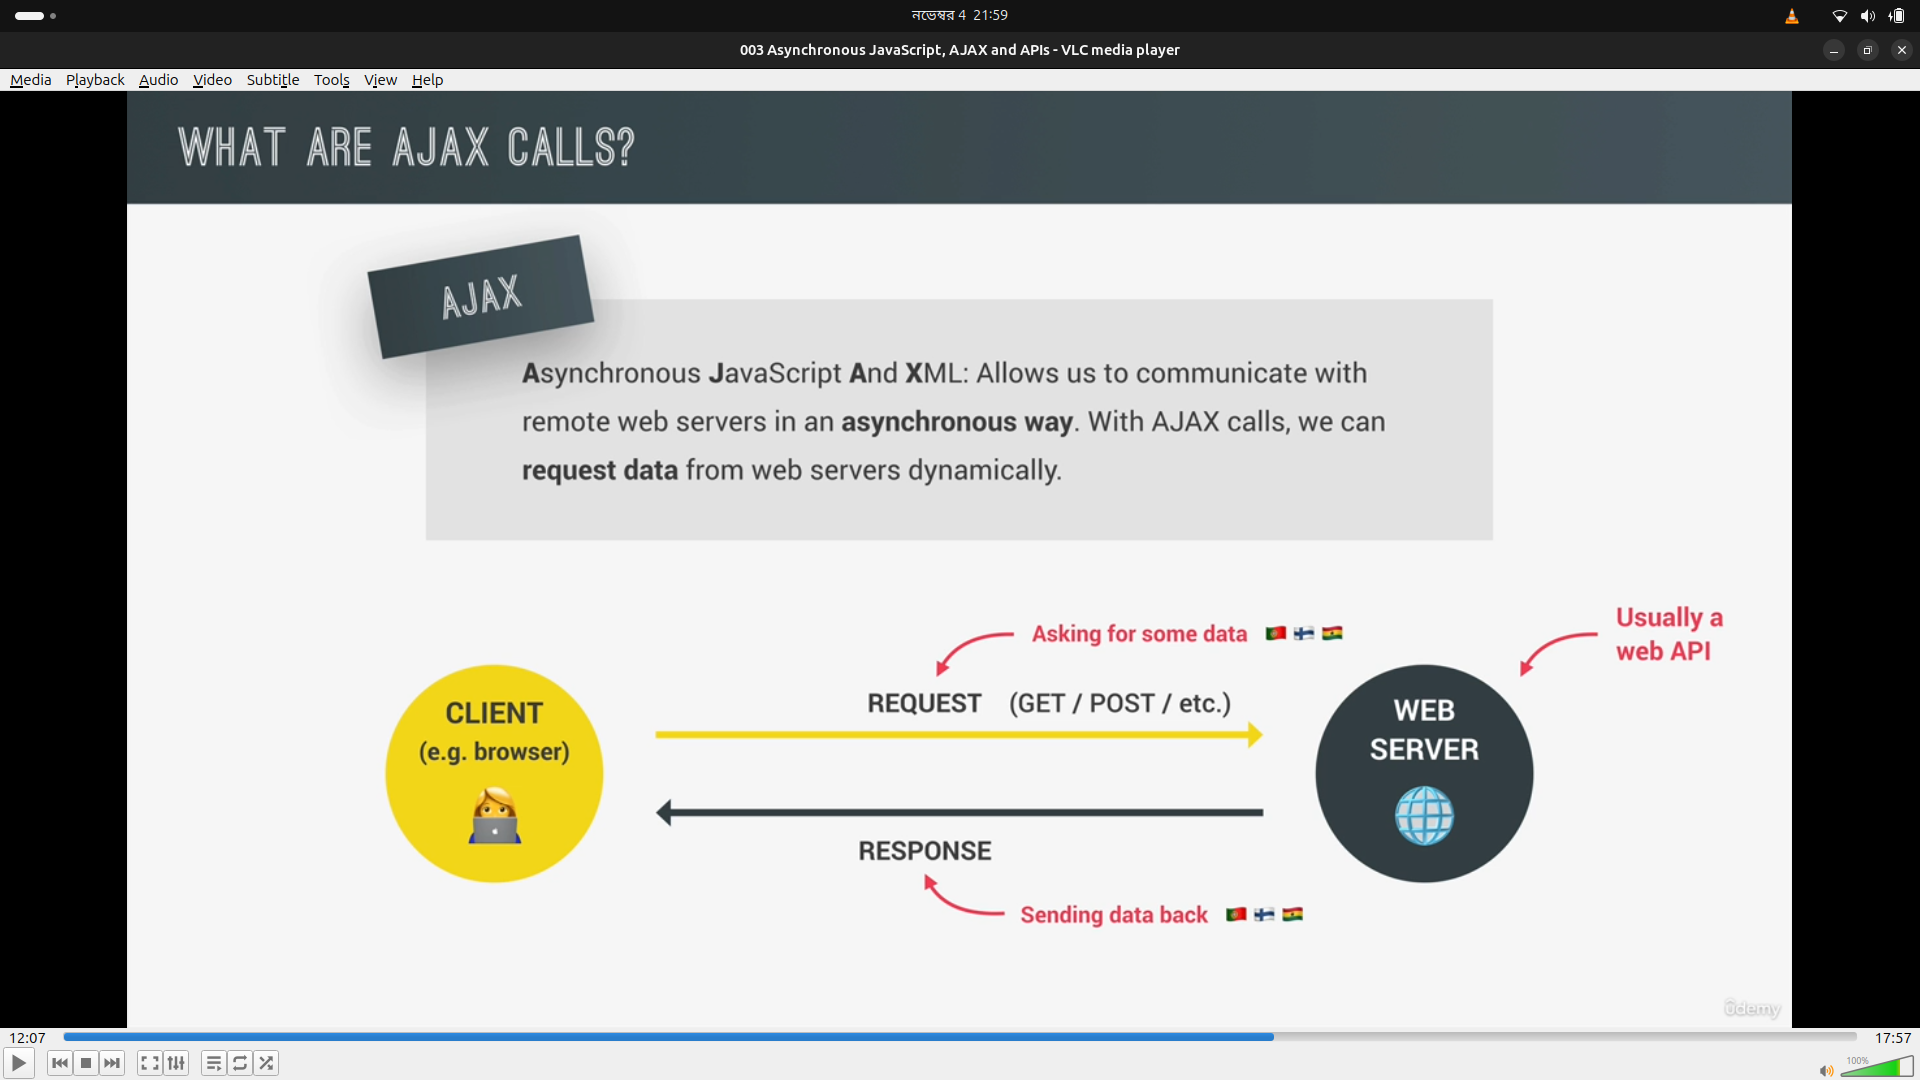 নভেম্বর 4 21:59
003 Asynchronous JavaScript, AJAX and APIs - VLC media player
Media Playback Audio Video Subtitle Tools View Help
WHAT ARE AJAX CALLS?
AJAX
Asynchronous JavaScript And XML: Allows us to communicate with
remote web servers in an asynchronous way. With AJAX calls, we can
request data from web servers dynamically.
Usually a
web API
Asking for some data
REQUEST (GET / POST / etc.)
CLIENT
(e.g. browser)
WEB
SERVER
RESPONSE
Sending data back
ûdemy
12:07 17:57
100%